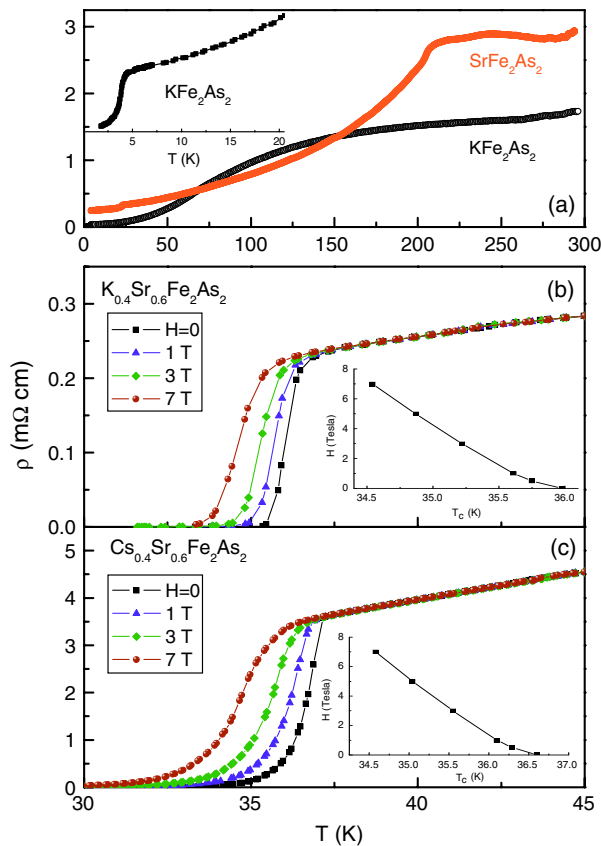 3
2
1
0
KFe₂As₂
5 10 15 20
T (K)
SrFe₂As₂
KFe₂As₂
(a)
0 50 100 150 200 250 300
K₀.₄Sr₀.₆Fe₂As₂
(b)
H=0
1 T
3 T
7 T
0.3
0.2
0.1
0.0
ρ (mΩ cm)
8
6
4
2
0
H (Tesla)
34.5 35.0 35.5 36.0
T_C (K)
Cs₀.₄Sr₀.₆Fe₂As₂
(c)
H=0
1 T
3 T
7 T
5
4
3
2
1
0
8
6
4
2
0
H (Tesla)
34.5 35.0 35.5 36.0 36.5 37.0
T_C (K)
30 35 40 45
T (K)